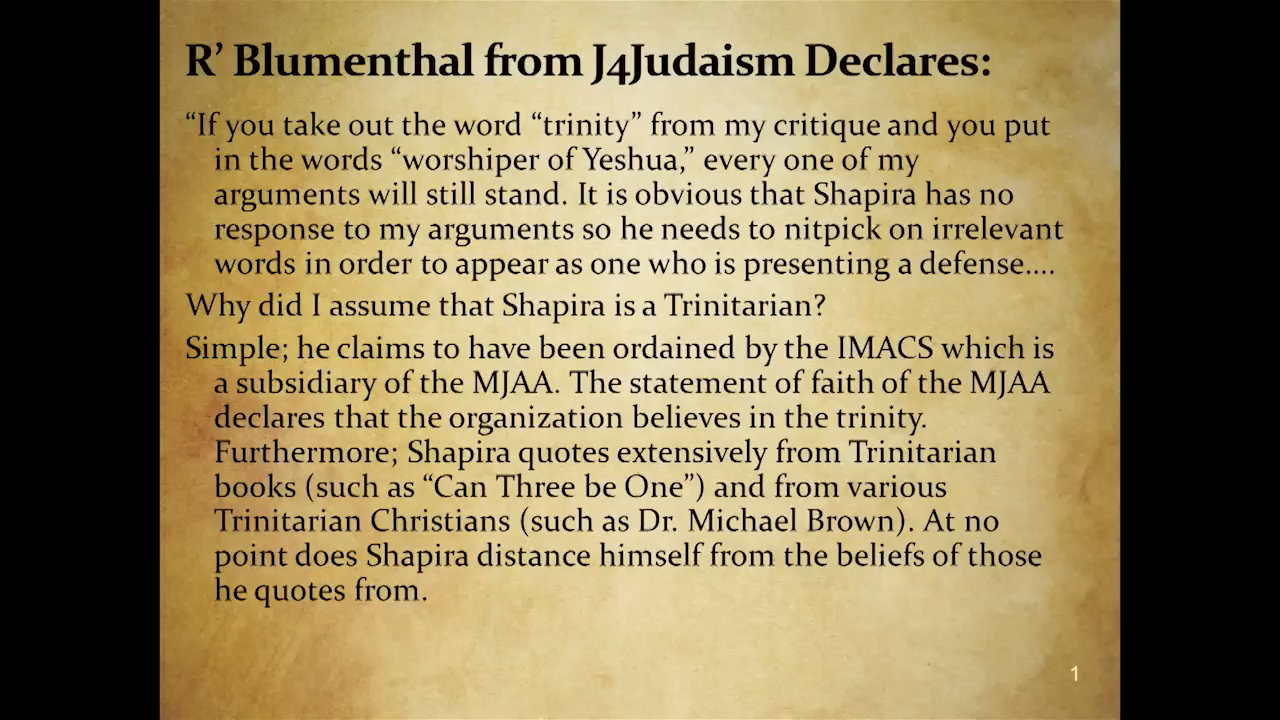 R’ Blumenthal from J4Judaism Declares:
“If you take out the word “trinity” from my critique and you put
in the words “worshiper of Yeshua,” every one of my
arguments will still stand. It is obvious that Shapira has no
response to my arguments so he needs to nitpick on irrelevant
words in order to appear as one who is presenting a defense....
Why did I assume that Shapira is a Trinitarian?
Simple; he claims to have been ordained by the IMACS which is
a subsidiary of the MJAA. The statement of faith of the MJAA
declares that the organization believes in the trinity.
Furthermore; Shapira quotes extensively from Trinitarian
books (such as “Can Three be One”) and from various
Trinitarian Christians (such as Dr. Michael Brown). At no
point does Shapira distance himself from the beliefs of those
he quotes from.
1